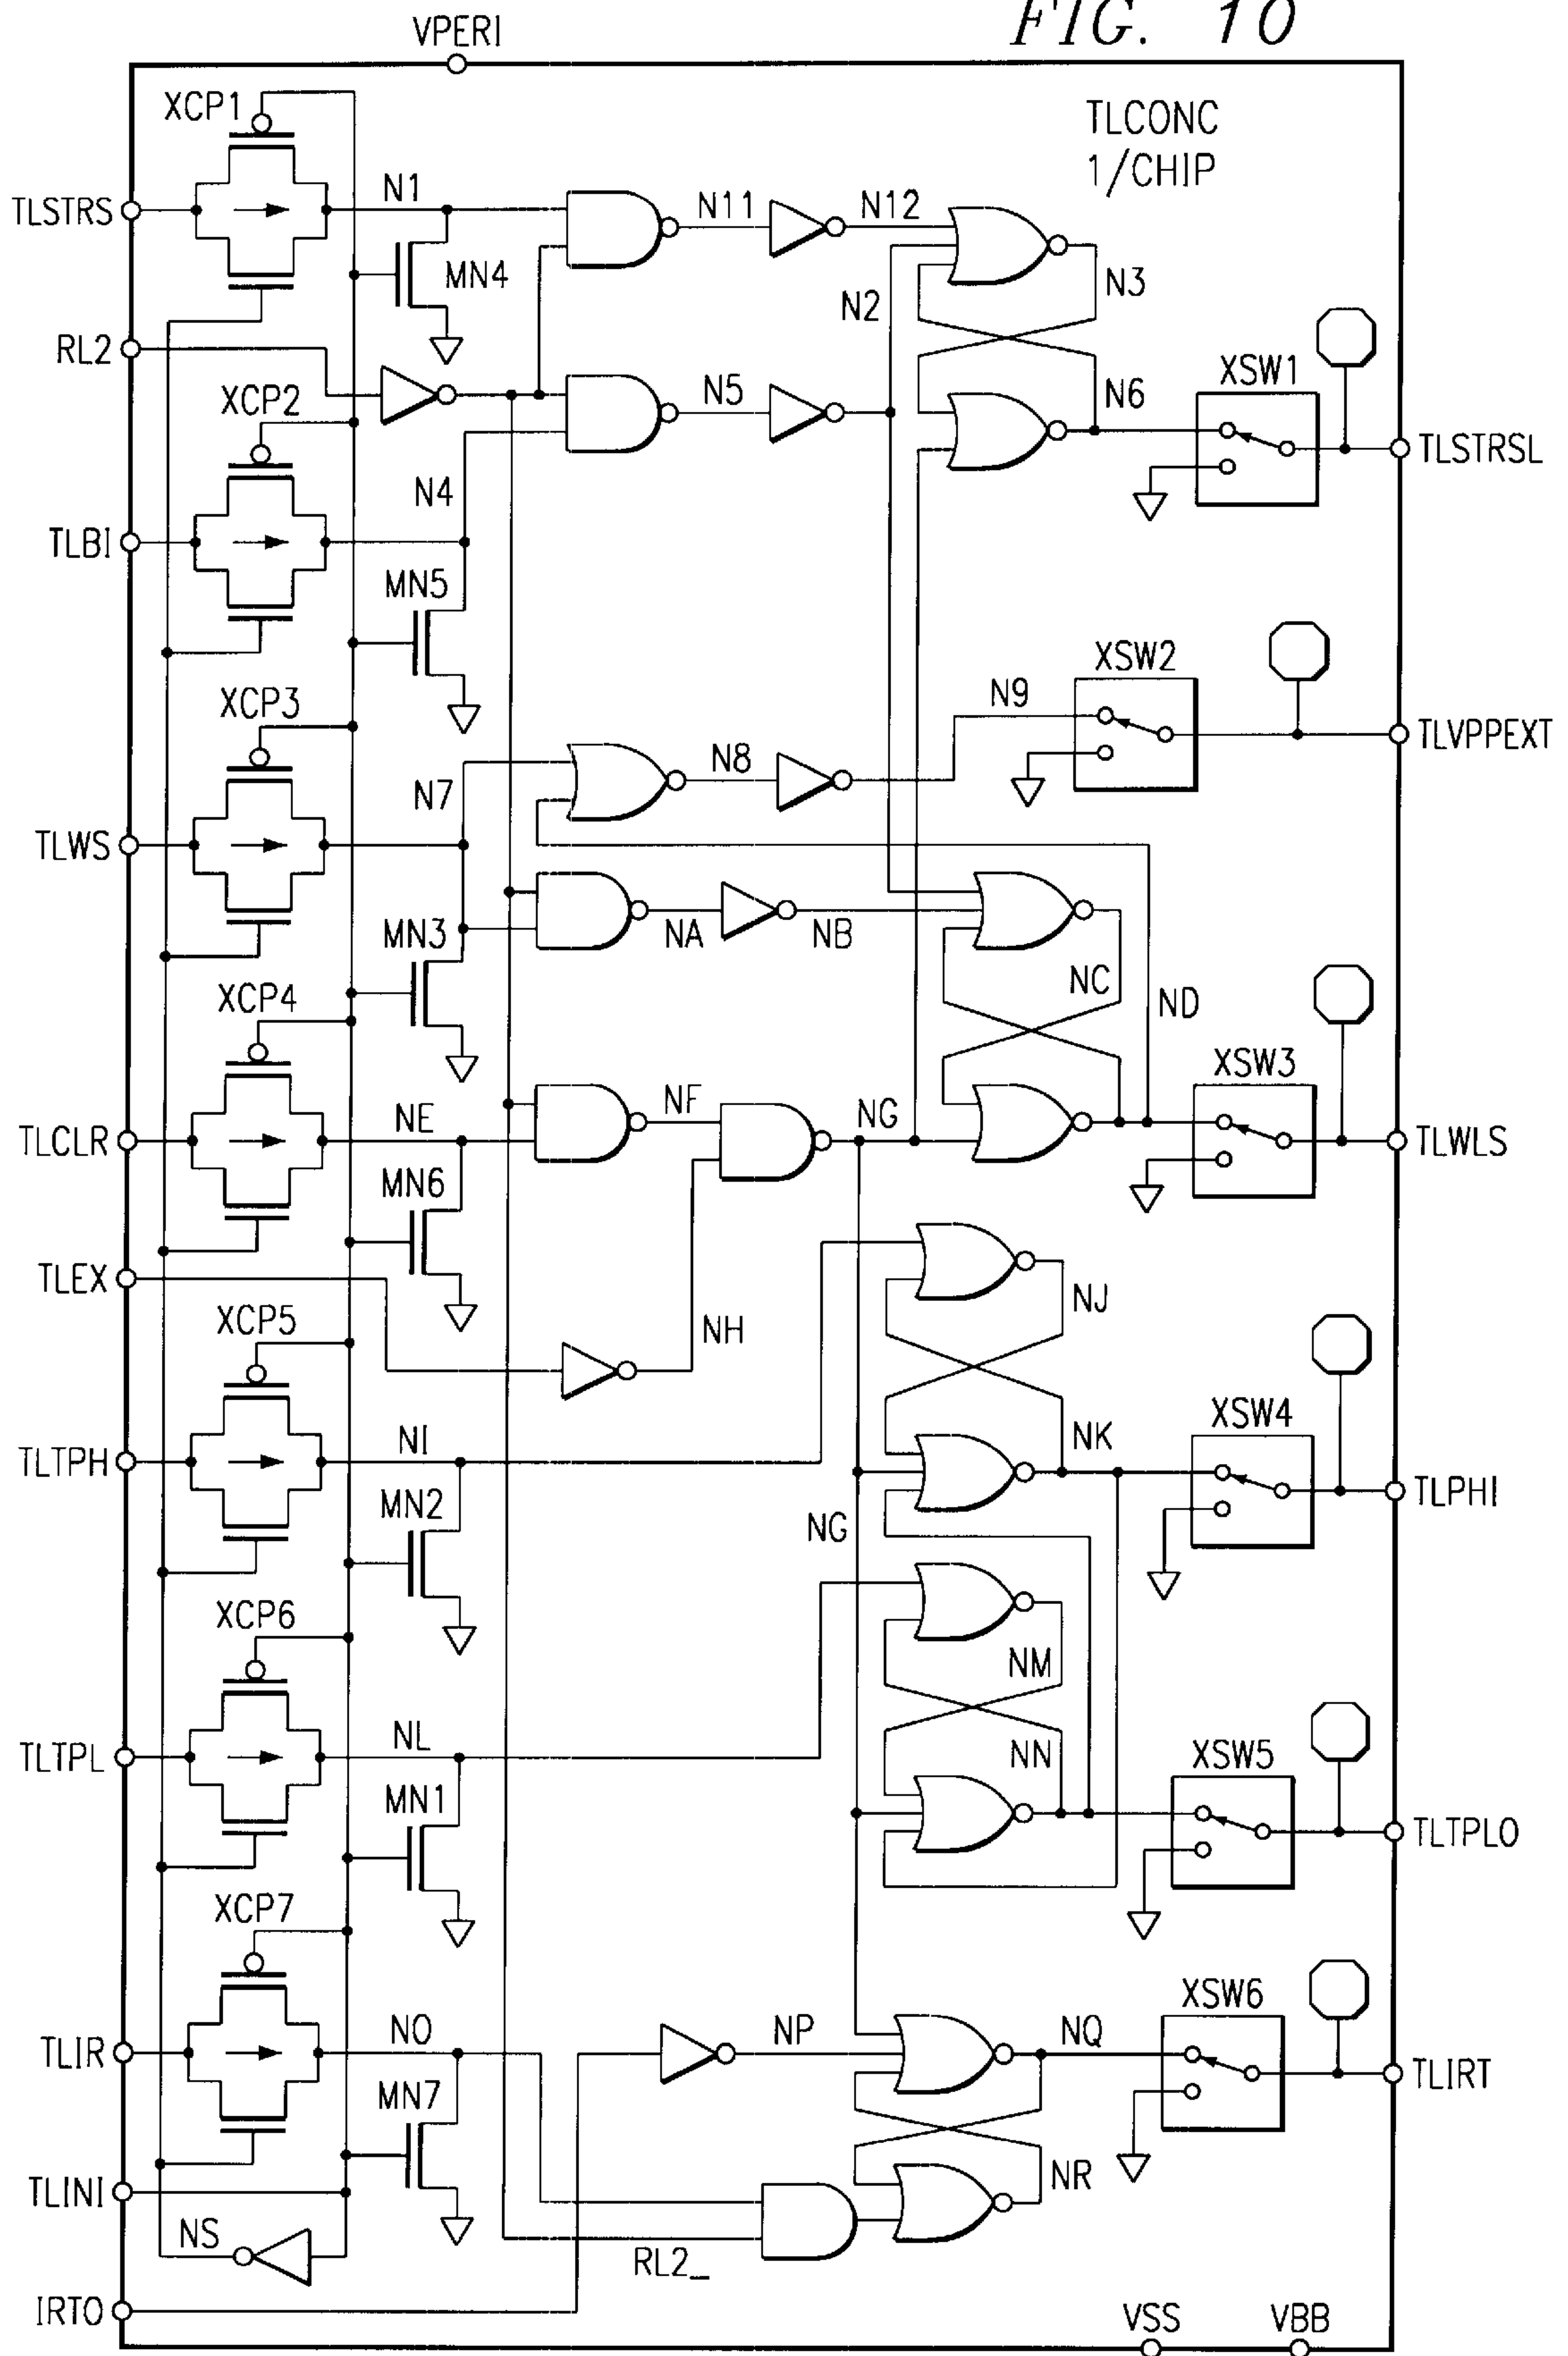 FIG. 10
VPERI
XCP1
TLCONC
1/CHIP
TLSTRS
N1
N11
N12
MN4
N2
N3
RL2
XCP2
N5
N6
XSW1
TLSTRSL
N4
TLBI
MN5
XSW2
N9
XCP3
TLVPPEXT
N7
N8
TLWS
MN3
NA
NB
NC
ND
XCP4
XSW3
NE
NF
NG
TLCLR
TLWLS
MN6
TLEX
NJ
XCP5
NH
XSW4
NI
NK
TLTPH
TLPHI
MN2
NG
XCP6
NM
NL
NN
XSW5
TLTPL
MN1
TLTPLO
XCP7
XSW6
NO
NP
NQ
TLIR
TLIRT
MN7
NR
TLINI
NS
RL2_
IRTO
VSS
VBB